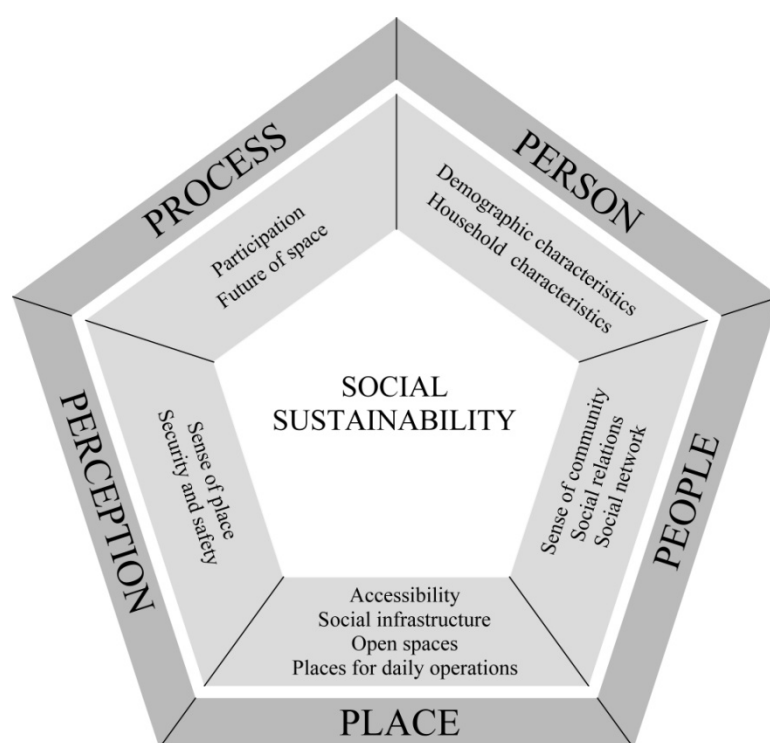 PROCESS
Participation
Future of space
PERSON
Demographic characteristics
Household characteristics
SOCIAL
SUSTAINABILITY
PERCEPTION
Sense of place
Security and safety
PEOPLE
Sense of community
Social relations
Social network
Accessibility
Social infrastructure
Open spaces
Places for daily operations
PLACE